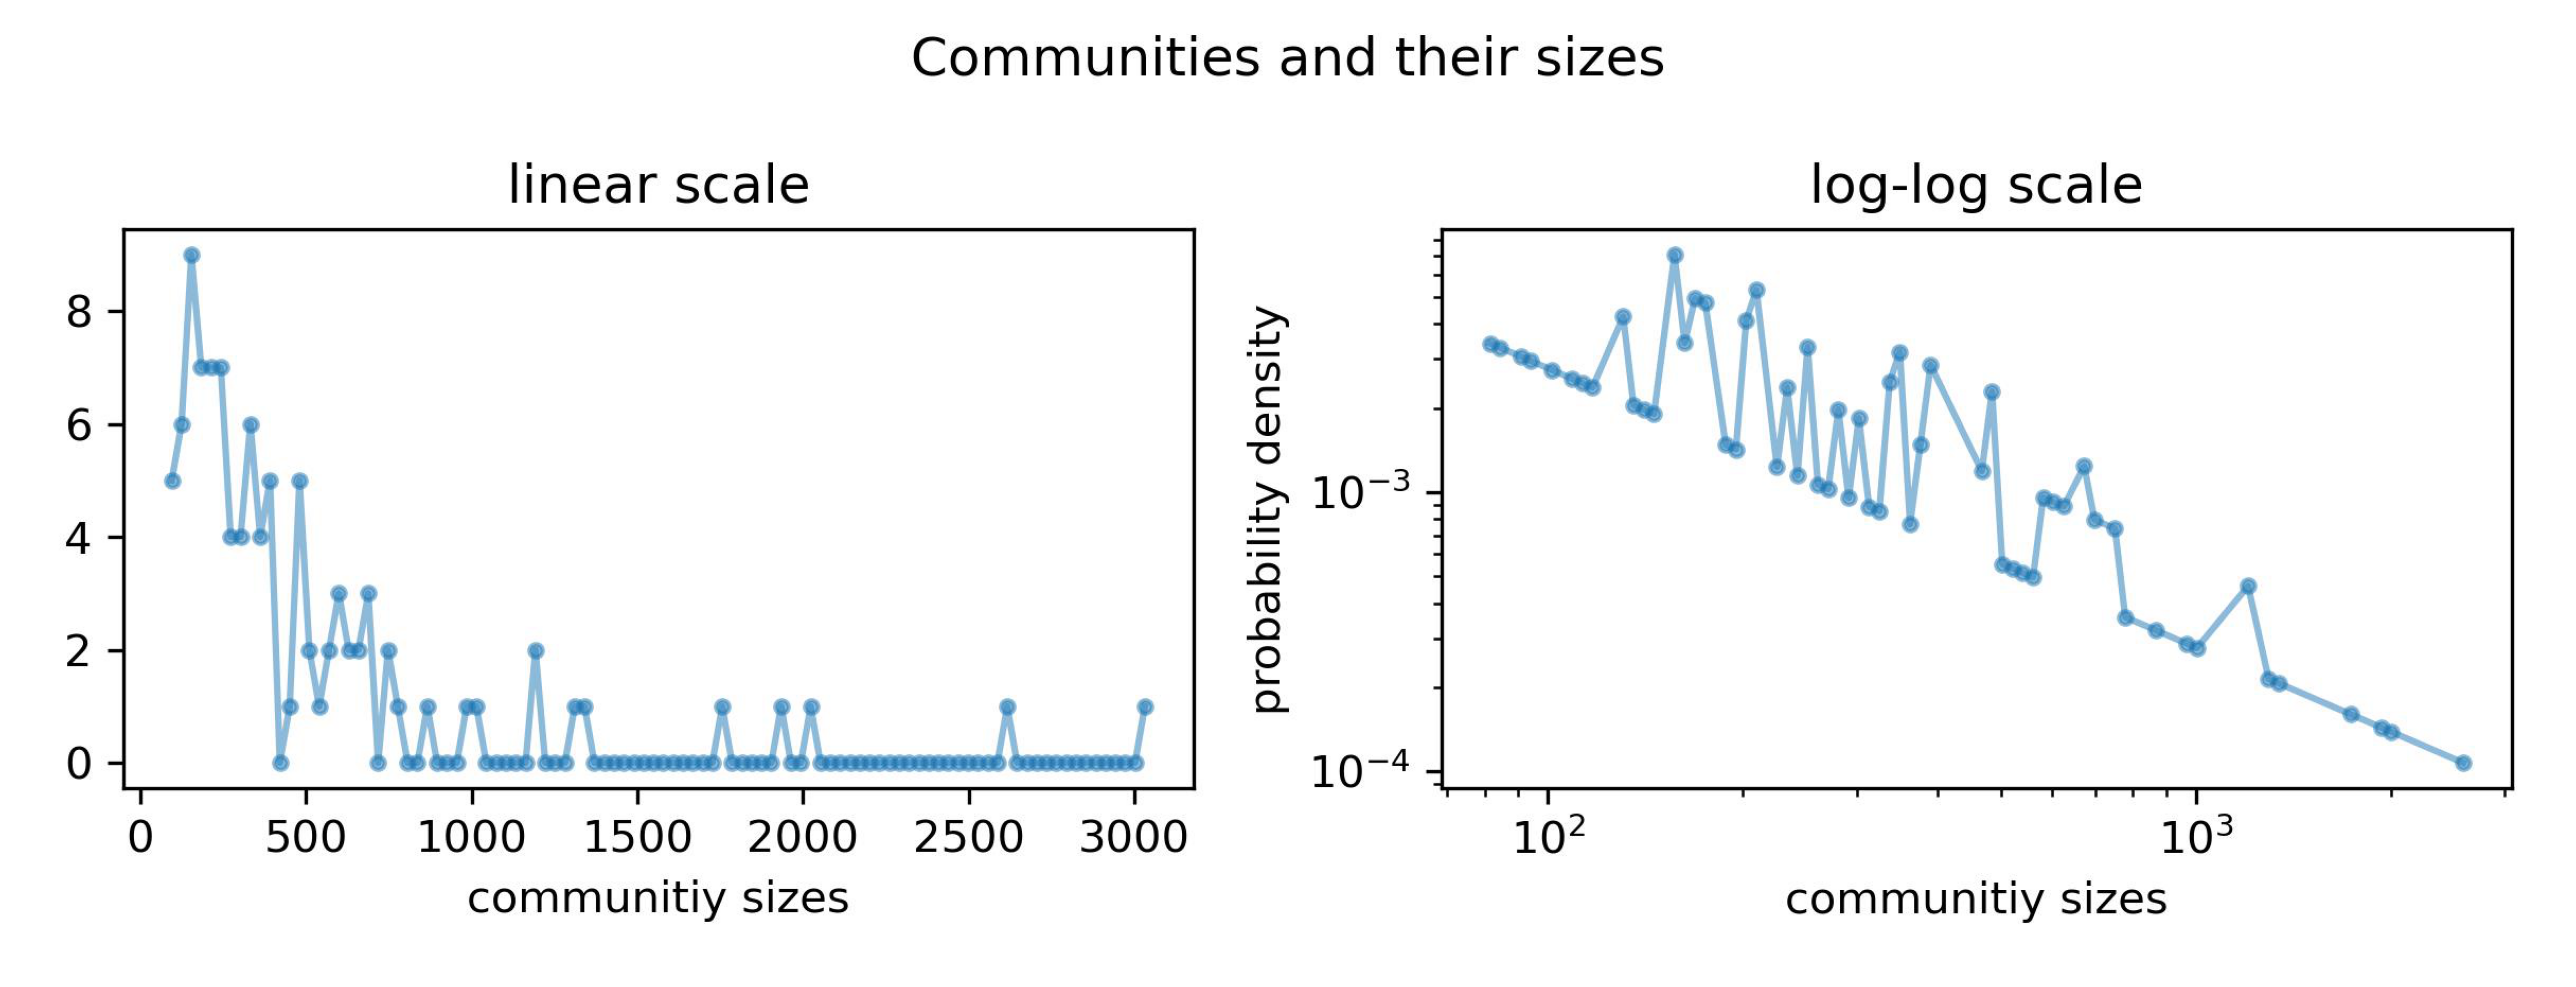 Communities and their sizes
linear scale
8
6
4
2
0
0 500 1000 1500 2000 2500 3000
communitiy sizes
log-log scale
probability density
10⁻³
10⁻⁴
10² 10³
communitiy sizes